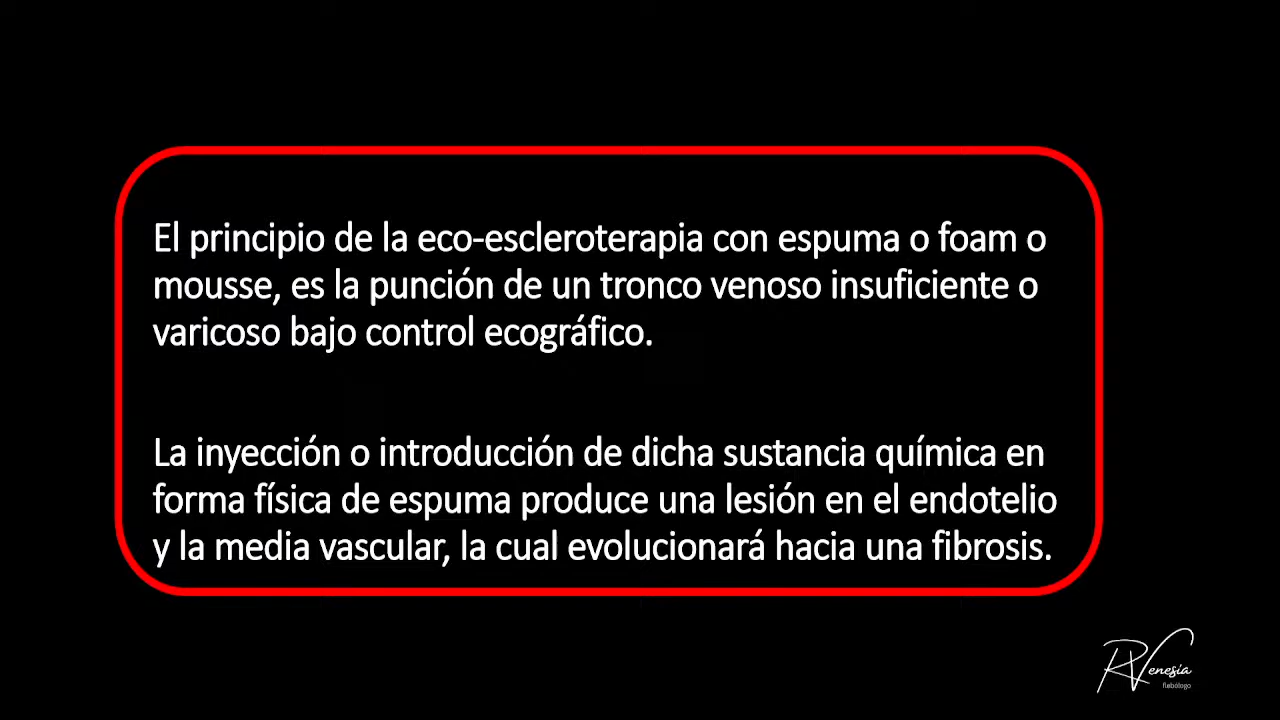 El principio de la eco-escleroterapia con espuma o foam o
mousse, es la punción de un tronco venoso insuficiente o
varicoso bajo control ecográfico.
La inyección o introducción de dicha sustancia química en
forma física de espuma produce una lesión en el endotelio
y la media vascular, la cual evolucionará hacia una fibrosis.
RVenesia
flebólogo